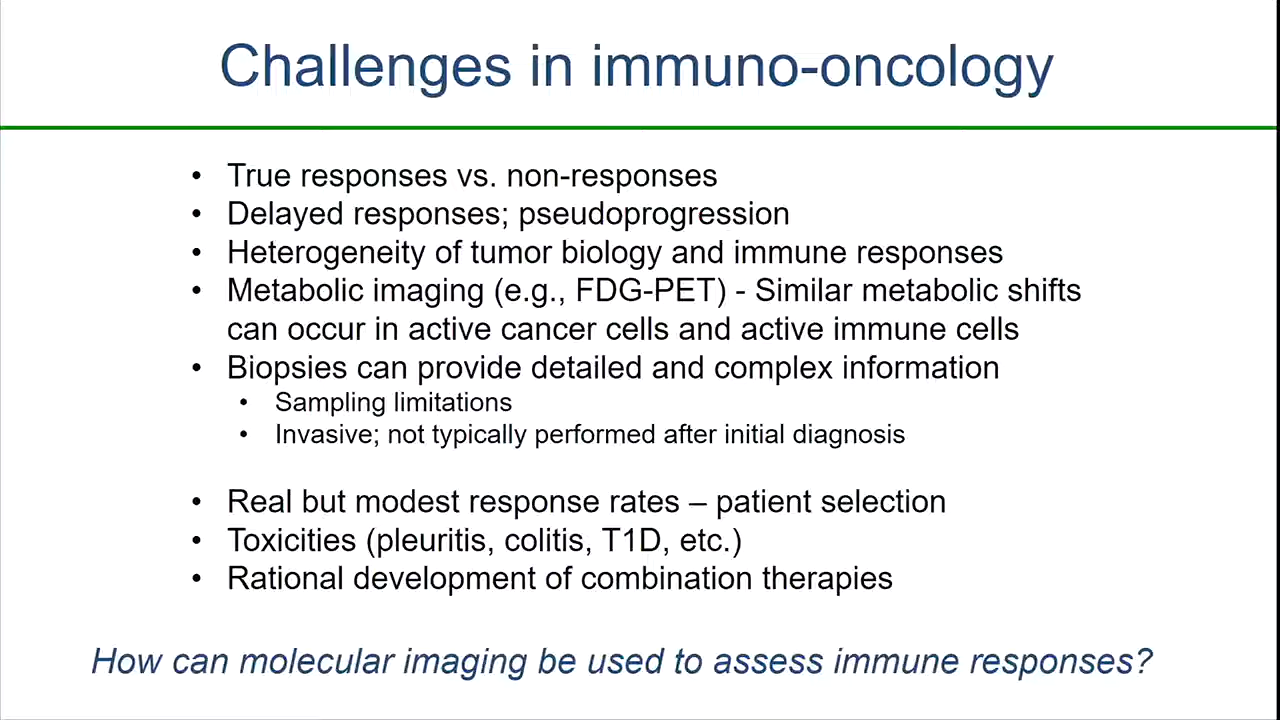 Challenges in immuno-oncology
• True responses vs. non-responses
• Delayed responses; pseudoprogression
• Heterogeneity of tumor biology and immune responses
• Metabolic imaging (e.g., FDG-PET) - Similar metabolic shifts
can occur in active cancer cells and active immune cells
• Biopsies can provide detailed and complex information
• Sampling limitations
• Invasive; not typically performed after initial diagnosis
• Real but modest response rates – patient selection
• Toxicities (pleuritis, colitis, T1D, etc.)
• Rational development of combination therapies
How can molecular imaging be used to assess immune responses?